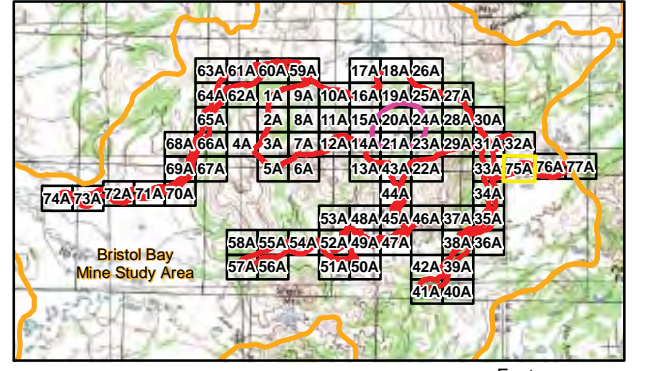 63A 61A 60A 59A 17A 18A 26A
64A 62A 1A 9A 10A 16A 19A 25A 27A
65A 2A 8A 11A 15A 20A 24A 28A 30A
68A 66A 4A 3A 7A 12A 14A 21A 23A 29A 31A 32A
69A 67A 5A 6A 13A 43A 22A 33A 75A 76A 77A
74A 73A 72A 71A 70A 44A 34A
53A 48A 45A 46A 37A 35A
58A 55A 54A 52A 49A 47A 38A 36A
Bristol Bay
Mine Study Area
57A 56A 51A 50A 42A 39A
41A 40A